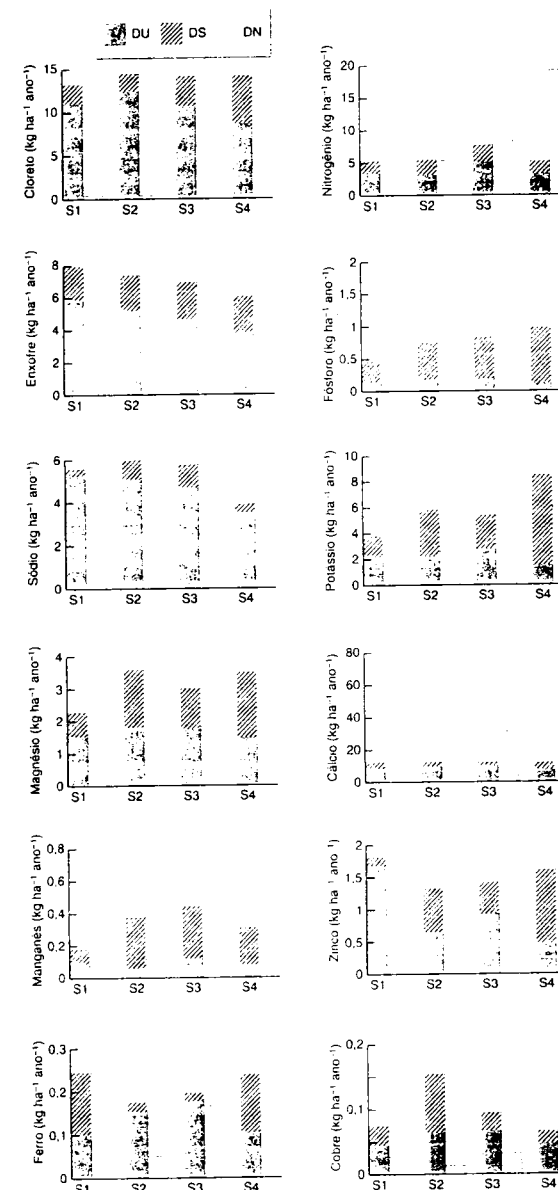 DU DS DN
Cloreto (kg ha⁻¹ ano⁻¹)
15
10
5
0
S1 S2 S3 S4
Nitrogênio (kg ha⁻¹ ano⁻¹)
20
15
10
5
0
S1 S2 S3 S4
Enxofre (kg ha⁻¹ ano⁻¹)
8
6
4
2
0
S1 S2 S3 S4
Fósforo (kg ha⁻¹ ano⁻¹)
2
1.5
1
0.5
0
S1 S2 S3 S4
Sódio (kg ha⁻¹ ano⁻¹)
6
4
2
0
S1 S2 S3 S4
Potássio (kg ha⁻¹ ano⁻¹)
10
8
6
4
2
0
S1 S2 S3 S4
Magnésio (kg ha⁻¹ ano⁻¹)
4
3
2
1
0
S1 S2 S3 S4
Cálcio (kg ha⁻¹ ano⁻¹)
80
60
40
20
0
S1 S2 S3 S4
Manganês (kg ha⁻¹ ano⁻¹)
0.8
0.6
0.4
0.2
0
S1 S2 S3 S4
Zinco (kg ha⁻¹ ano⁻¹)
2
1.5
1
0.5
0
S1 S2 S3 S4
Ferro (kg ha⁻¹ ano⁻¹)
0.3
0.2
0.1
0
S1 S2 S3 S4
Cobre (kg ha⁻¹ ano⁻¹)
0,2
0,1
0
S1 S2 S3 S4